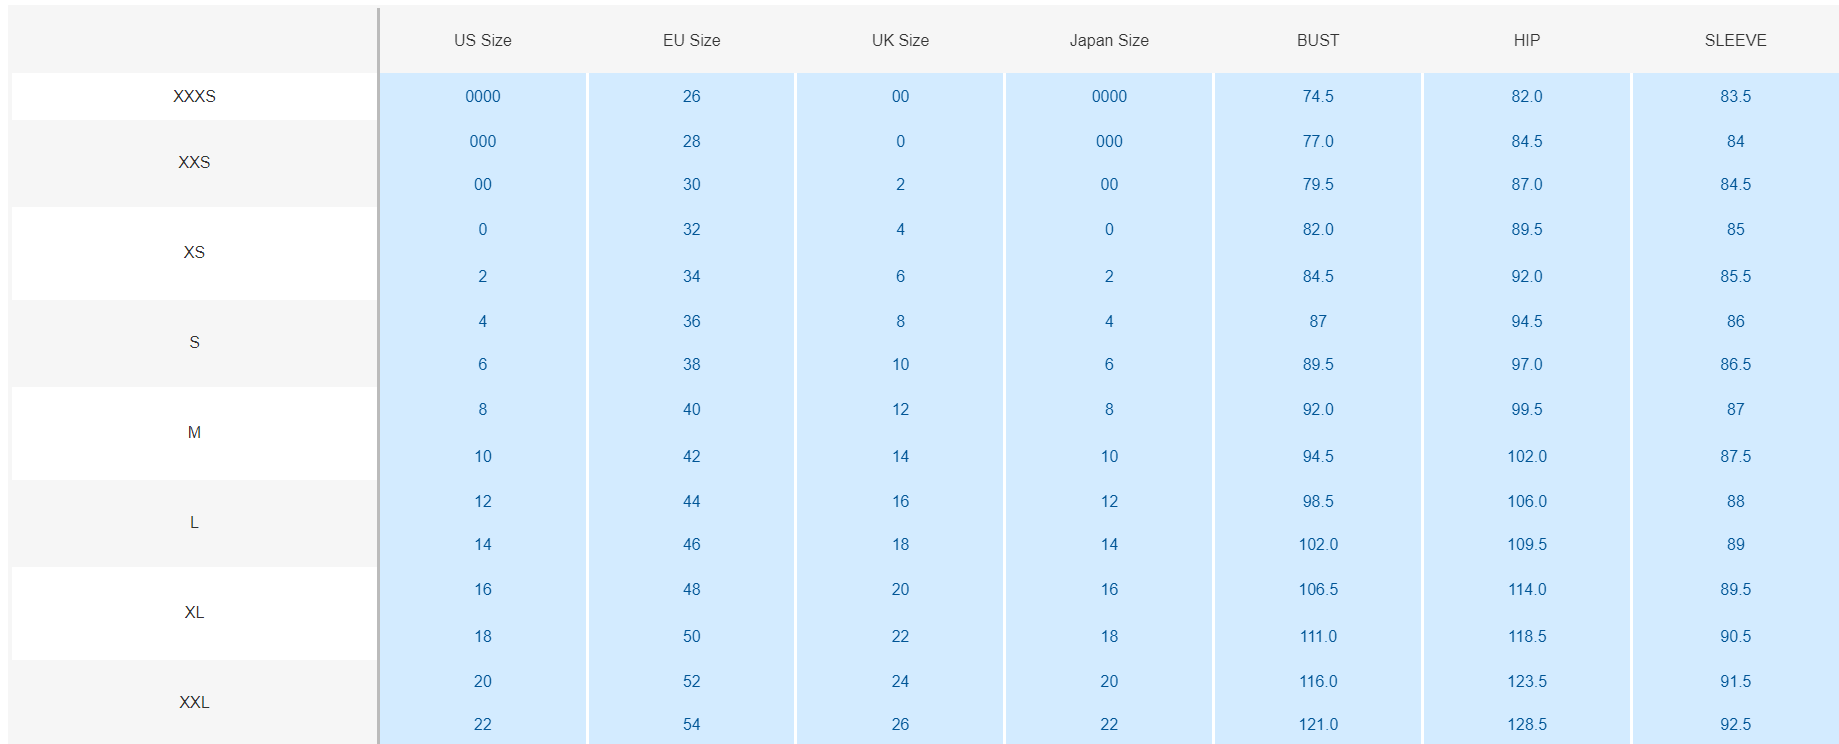 US Size EU Size UK Size Japan Size BUST HIP SLEEVE
XXXS 0000 26 00 0000 74.5 82.0 83.5
000 28 0 000 77.0 84.5 84
XXS
00 30 2 00 79.5 87.0 84.5
0 32 4 0 82.0 89.5 85
XS
2 34 6 2 84.5 92.0 85.5
4 36 8 4 87 94.5 86
S
6 38 10 6 89.5 97.0 86.5
8 40 12 8 92.0 99.5 87
M
10 42 14 10 94.5 102.0 87.5
12 44 16 12 98.5 106.0 88
L
14 46 18 14 102.0 109.5 89
16 48 20 16 106.5 114.0 89.5
XL
18 50 22 18 111.0 118.5 90.5
20 52 24 20 116.0 123.5 91.5
XXL
22 54 26 22 121.0 128.5 92.5